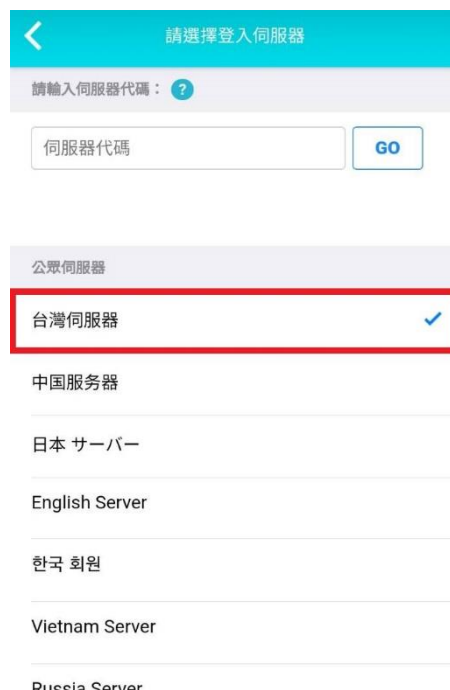 請選擇登入伺服器
請輸入伺服器代碼： ?
伺服器代碼 GO
公眾伺服器
台灣伺服器
中国服务器
日本 サーバー
English Server
한국 회원
Vietnam Server
Russia Server